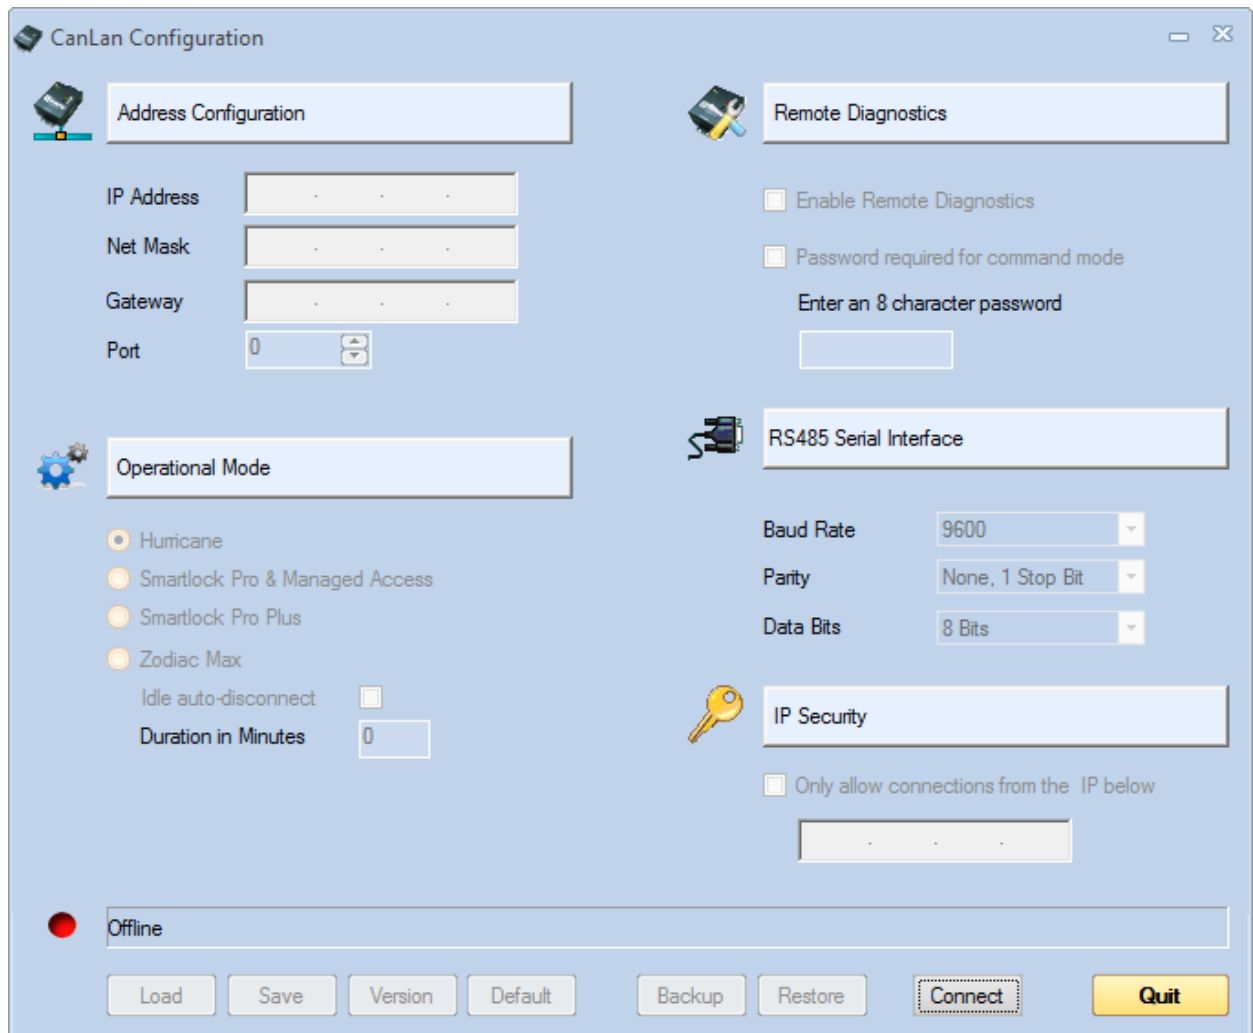 CanLan Configuration
Address Configuration
IP Address
Net Mask
Gateway
Port 0
Operational Mode
Hurricane
Smartlock Pro & Managed Access
Smartlock Pro Plus
Zodiac Max
Idle auto-disconnect
Duration in Minutes 0
Remote Diagnostics
Enable Remote Diagnostics
Password required for command mode
Enter an 8 character password
RS485 Serial Interface
Baud Rate 9600
Parity None, 1 Stop Bit
Data Bits 8 Bits
IP Security
Only allow connections from the IP below
Offline
Load Save Version Default Backup Restore Connect Quit